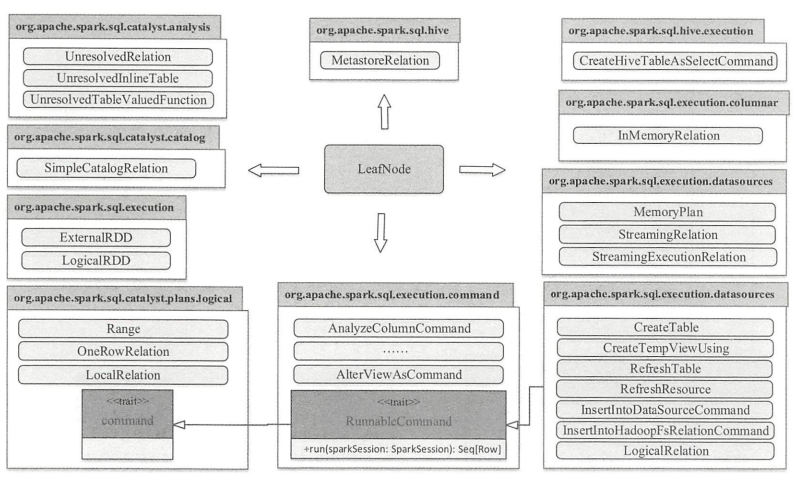 org.apache.spark.sql.catalyst.analysis
UnresolvedRelation
UnresolvedInlineTable
UnresolvedTableValuedFunction
org.apache.spark.sql.catalyst.catalog
SimpleCatalogRelation
org.apache.spark.sql.execution
ExternalRDD
LogicalRDD
org.apache.spark.sql.catalyst.plans.logical
Range
OneRowRelation
LocalRelation
<<trait>>
command
org.apache.spark.sql.hive
MetastoreRelation
LeafNode
org.apache.spark.sql.execution.command
AnalyzeColumnCommand
······
AlterViewAsCommand
<<trait>>
RunnableCommand
+run(sparkSession: SparkSession): Seq[Row]
org.apache.spark.sql.hive.execution
CreateHiveTableAsSelectCommand
org.apache.spark.sql.execution.columnar
InMemoryRelation
org.apache.spark.sql.execution.datasources
MemoryPlan
StreamingRelation
StreamingExecutionRelation
org.apache.spark.sql.execution.datasources
CreateTable
CreateTempViewUsing
RefreshTable
RefreshResource
InsertIntoDataSourceCommand
InsertIntoHadoopFsRelationCommand
LogicalRelation